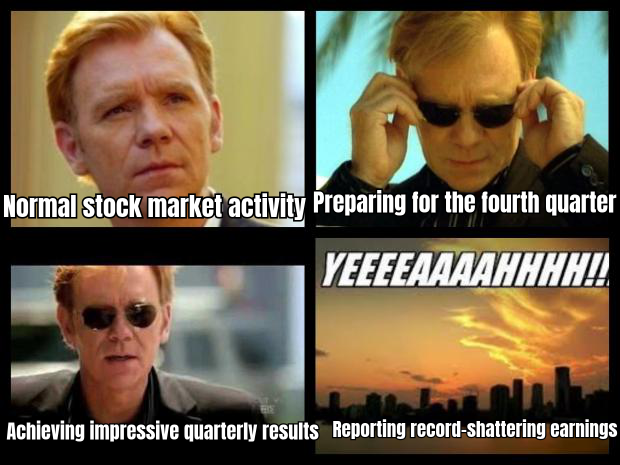 Normal stock market activity
Preparing for the fourth quarter
YEEEEAAAAHHHH!!!
Achieving impressive quarterly results
Reporting record-shattering earnings